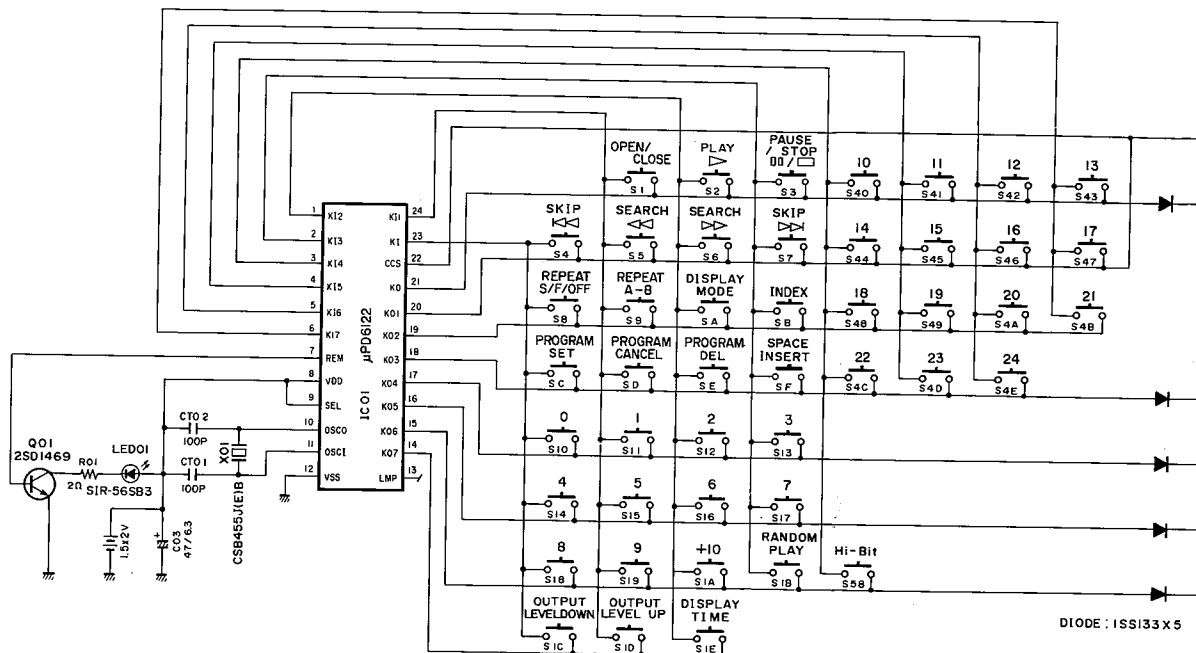 OPEN/
CLOSE
S1
PLAY
S2
PAUSE
/ STOP
S3
10
S40
11
S41
12
S42
13
S43
SKIP
S4
SEARCH
S5
SEARCH
S6
SKIP
S7
14
S44
15
S45
16
S46
17
S47
REPEAT
S/F/OFF
S8
REPEAT
A-B
S9
DISPLAY
MODE
SA
INDEX
SB
18
S48
19
S49
20
S4A
21
S4B
PROGRAM
SET
SC
PROGRAM
CANCEL
SD
PROGRAM
DEL
SE
SPACE
INSERT
SF
22
S4C
23
S4D
24
S4E
0
S10
1
S11
2
S12
3
S13
4
S14
5
S15
6
S16
7
S17
8
S18
9
S19
+10
S1A
RANDOM
PLAY
S1B
Hi-Bit
S58
OUTPUT
LEVELDOWN
S1C
OUTPUT
LEVEL UP
S1D
DISPLAY
TIME
S1E
DIODE : 1SS133X5
1 KI2 KI1 24
2 KI3 KI 23
3 KI4 CCS 22
4 KI5 KO 21
5 KI6 KO1 20
6 KI7 KO2 19
7 REM KO3 18
8 VDD KO4 17
9 SEL KO5 16
10 OSCO KO6 15
11 OSCI KO7 14
12 VSS LMP 13
μPD6122
IC01
Q01
2SD1469
R01
2Ω
LED01
SIR-56SB3
CT02
100P
CT01
100P
X01
CSB455J(E)B
1.5x2V
+
C03
47/6.3